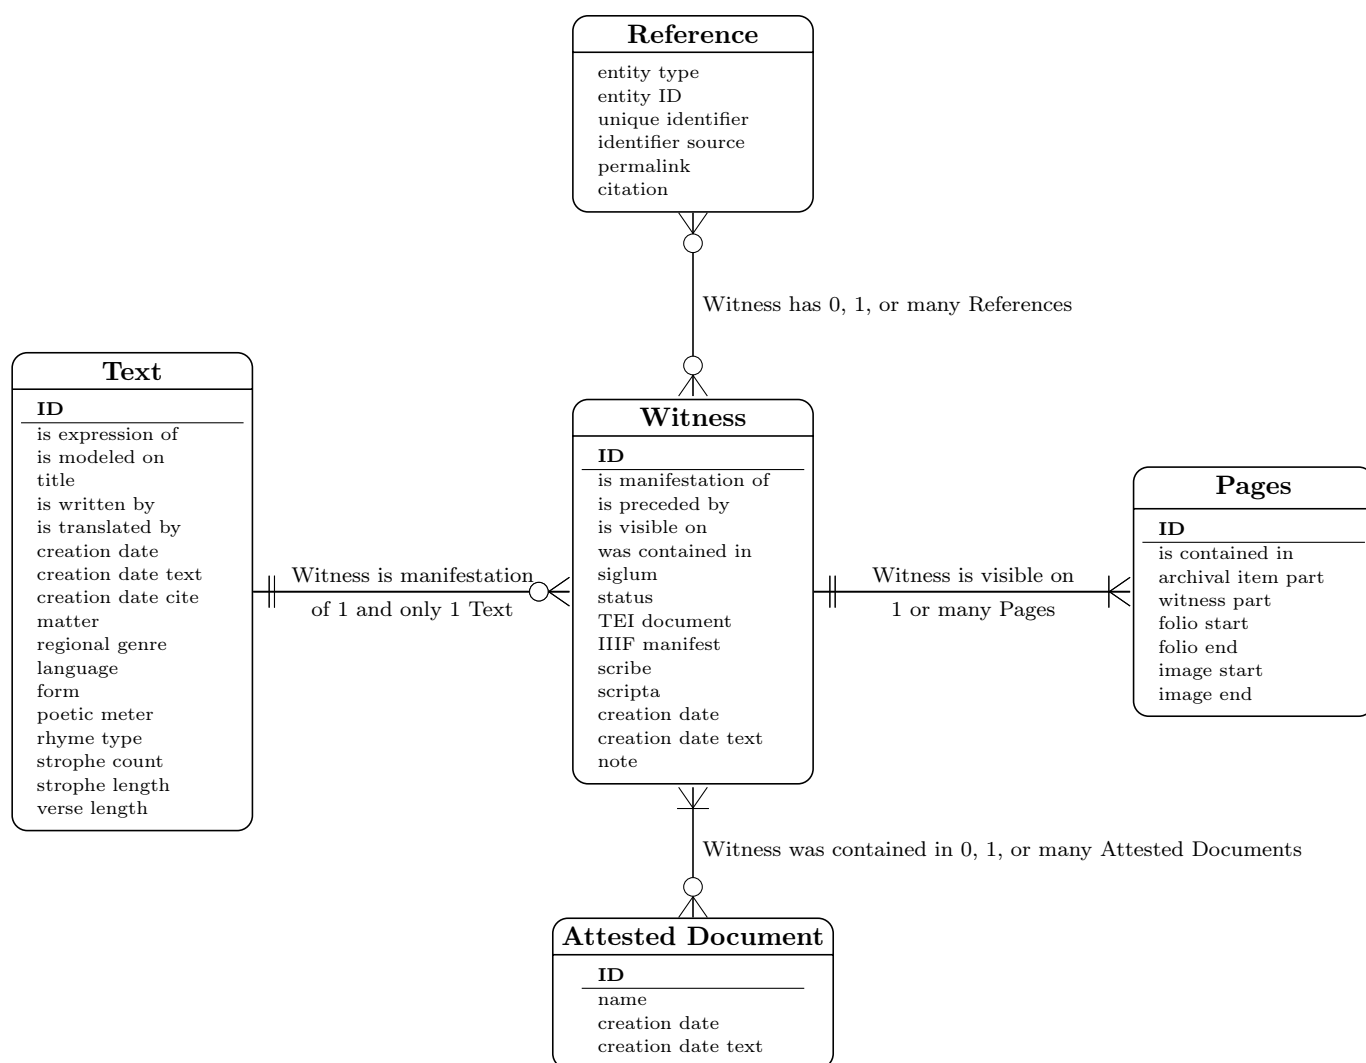 Reference
entity type
entity ID
unique identifier
identifier source
permalink
citation
Witness has 0, 1, or many References
Text
ID
is expression of
is modeled on
title
is written by
is translated by
creation date
creation date text
creation date cite
matter
regional genre
language
form
poetic meter
rhyme type
strophe count
strophe length
verse length
Witness is manifestation
of 1 and only 1 Text
Witness
ID
is manifestation of
is preceded by
is visible on
was contained in
siglum
status
TEI document
IIIF manifest
scribe
scripta
creation date
creation date text
note
Witness is visible on
1 or many Pages
Pages
ID
is contained in
archival item part
witness part
folio start
folio end
image start
image end
Witness was contained in 0, 1, or many Attested Documents
Attested Document
ID
name
creation date
creation date text